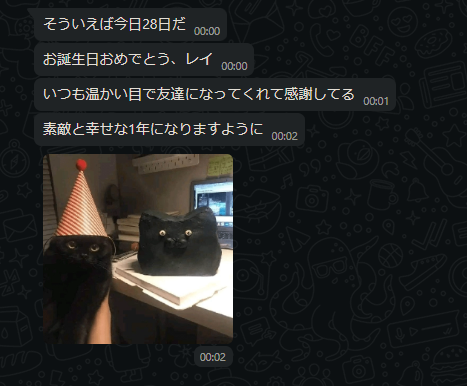 そういえば今日28日だ 00:00
お誕生日おめでとう、レイ 00:00
いつも温かい目で友達になってくれて感謝してる 00:01
素敵と幸せな1年になりますように 00:02
00:02